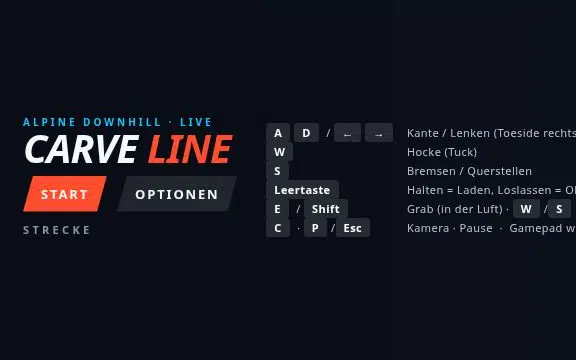 ALPINE DOWNHILL · LIVE
CARVE LINE
START
OPTIONEN
STRECKE
A D / ← → Kante / Lenken (Toeside rechts
W Hocke (Tuck)
S Bremsen / Querstellen
Leertaste Halten = Laden, Loslassen =
E / Shift Grab (in der Luft) · W / S
C · P / Esc Kamera · Pause · Gamepad